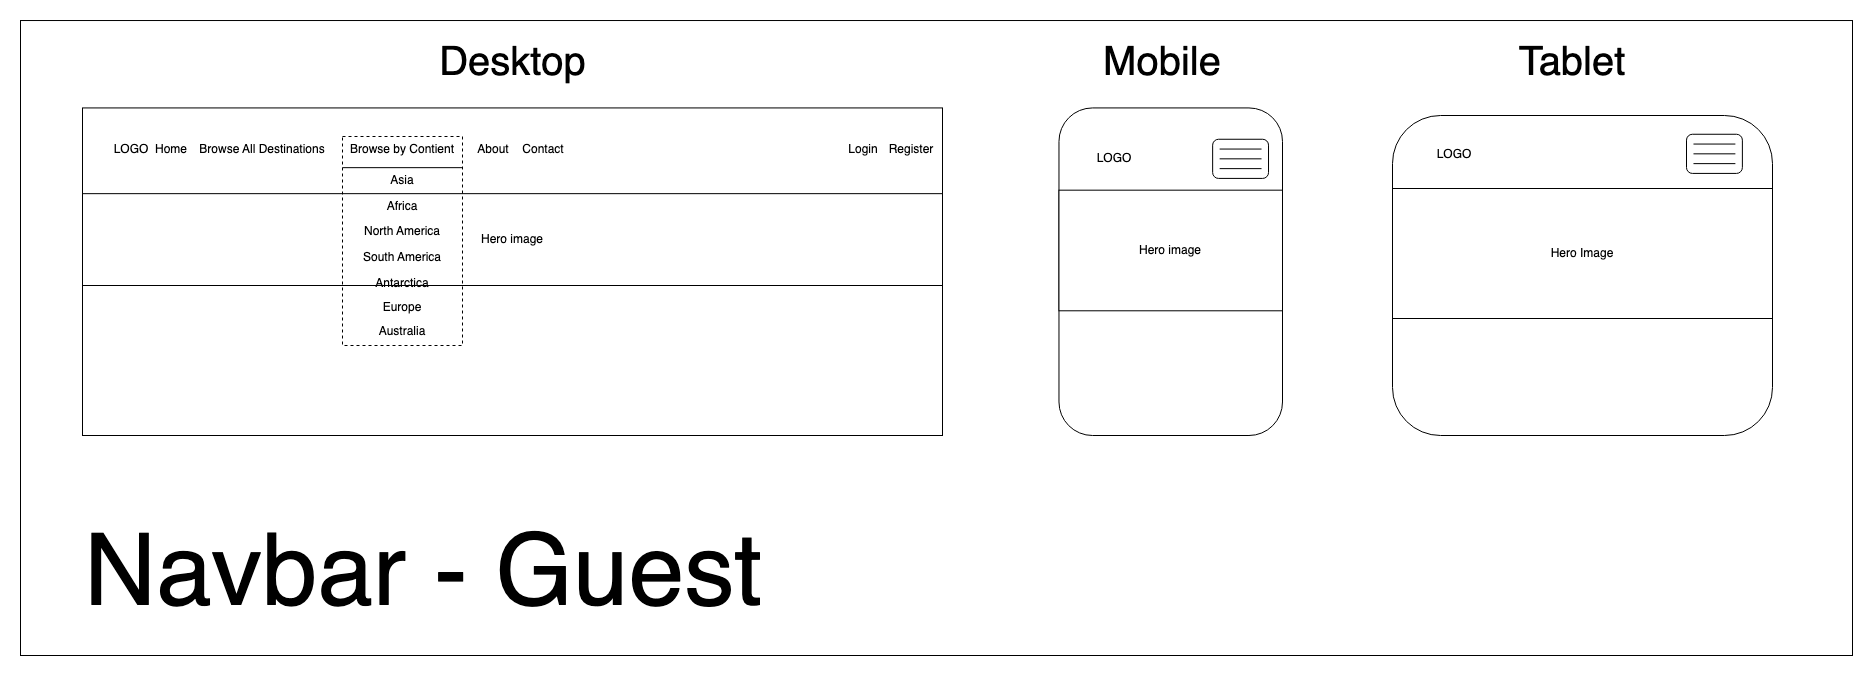 Desktop
Mobile
Tablet
LOGO Home Browse All Destinations Browse by Contient About Contact Login Register
Asia
Africa
North America
South America
Antarctica
Europe
Australia
Hero image
LOGO
Hero image
LOGO
Hero Image
Navbar - Guest